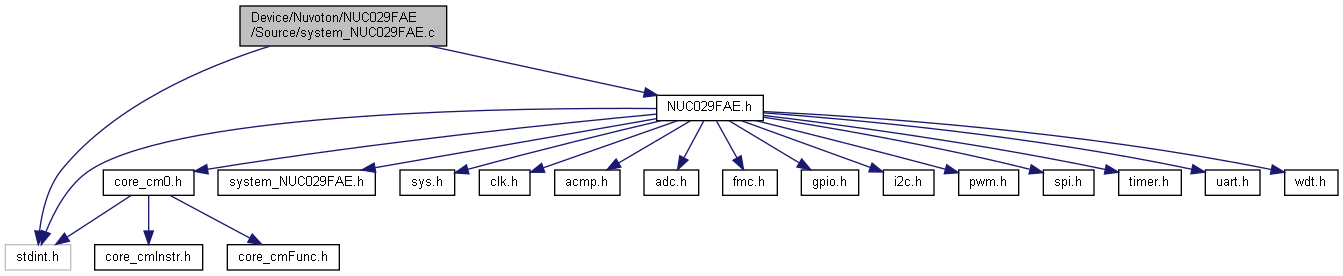 Device/Nuvoton/NUC029FAE
/Source/system_NUC029FAE.c
NUC029FAE.h
core_cm0.h
system_NUC029FAE.h
sys.h
clk.h
acmp.h
adc.h
fmc.h
gpio.h
i2c.h
pwm.h
spi.h
timer.h
uart.h
wdt.h
stdint.h
core_cmInstr.h
core_cmFunc.h